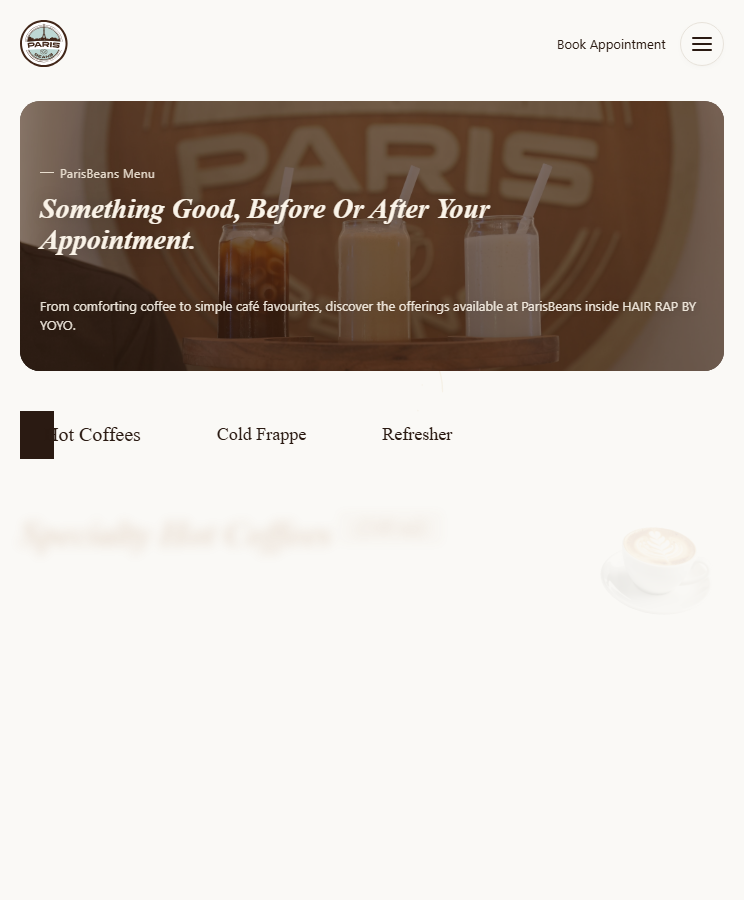 PARIS
BEANS
Book Appointment
PARIS
ParisBeans Menu
Something Good, Before Or After Your
Appointment.
From comforting coffee to simple café favourites, discover the offerings available at ParisBeans inside HAIR RAP BY
YOYO.
Hot Coffees
Cold Frappe
Refresher
Specialty Hot Coffees